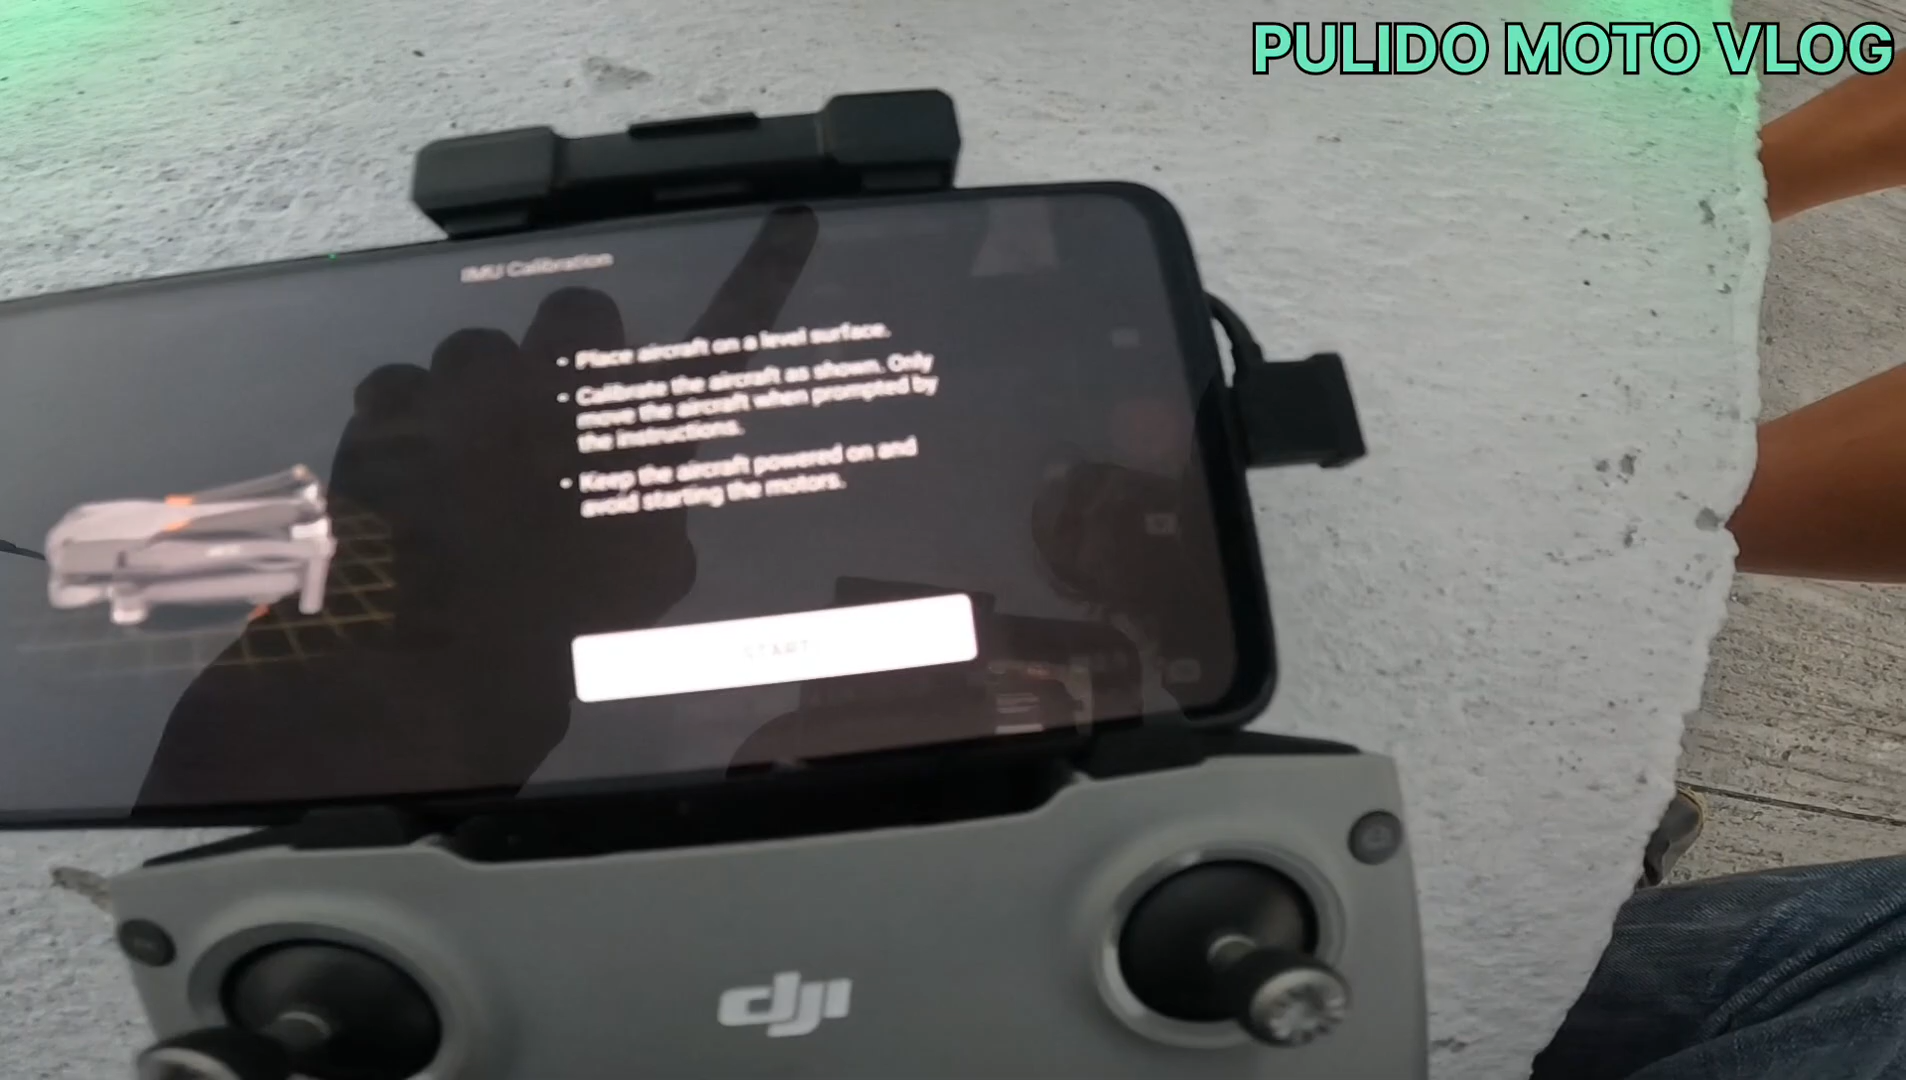 PULIDO MOTO VLOG
IMU Calibration
• Place aircraft on a level surface.
• Calibrate the aircraft as shown. Only
move the aircraft when prompted by
the instructions.
• Keep the aircraft powered on and
avoid starting the motors.
START
dji